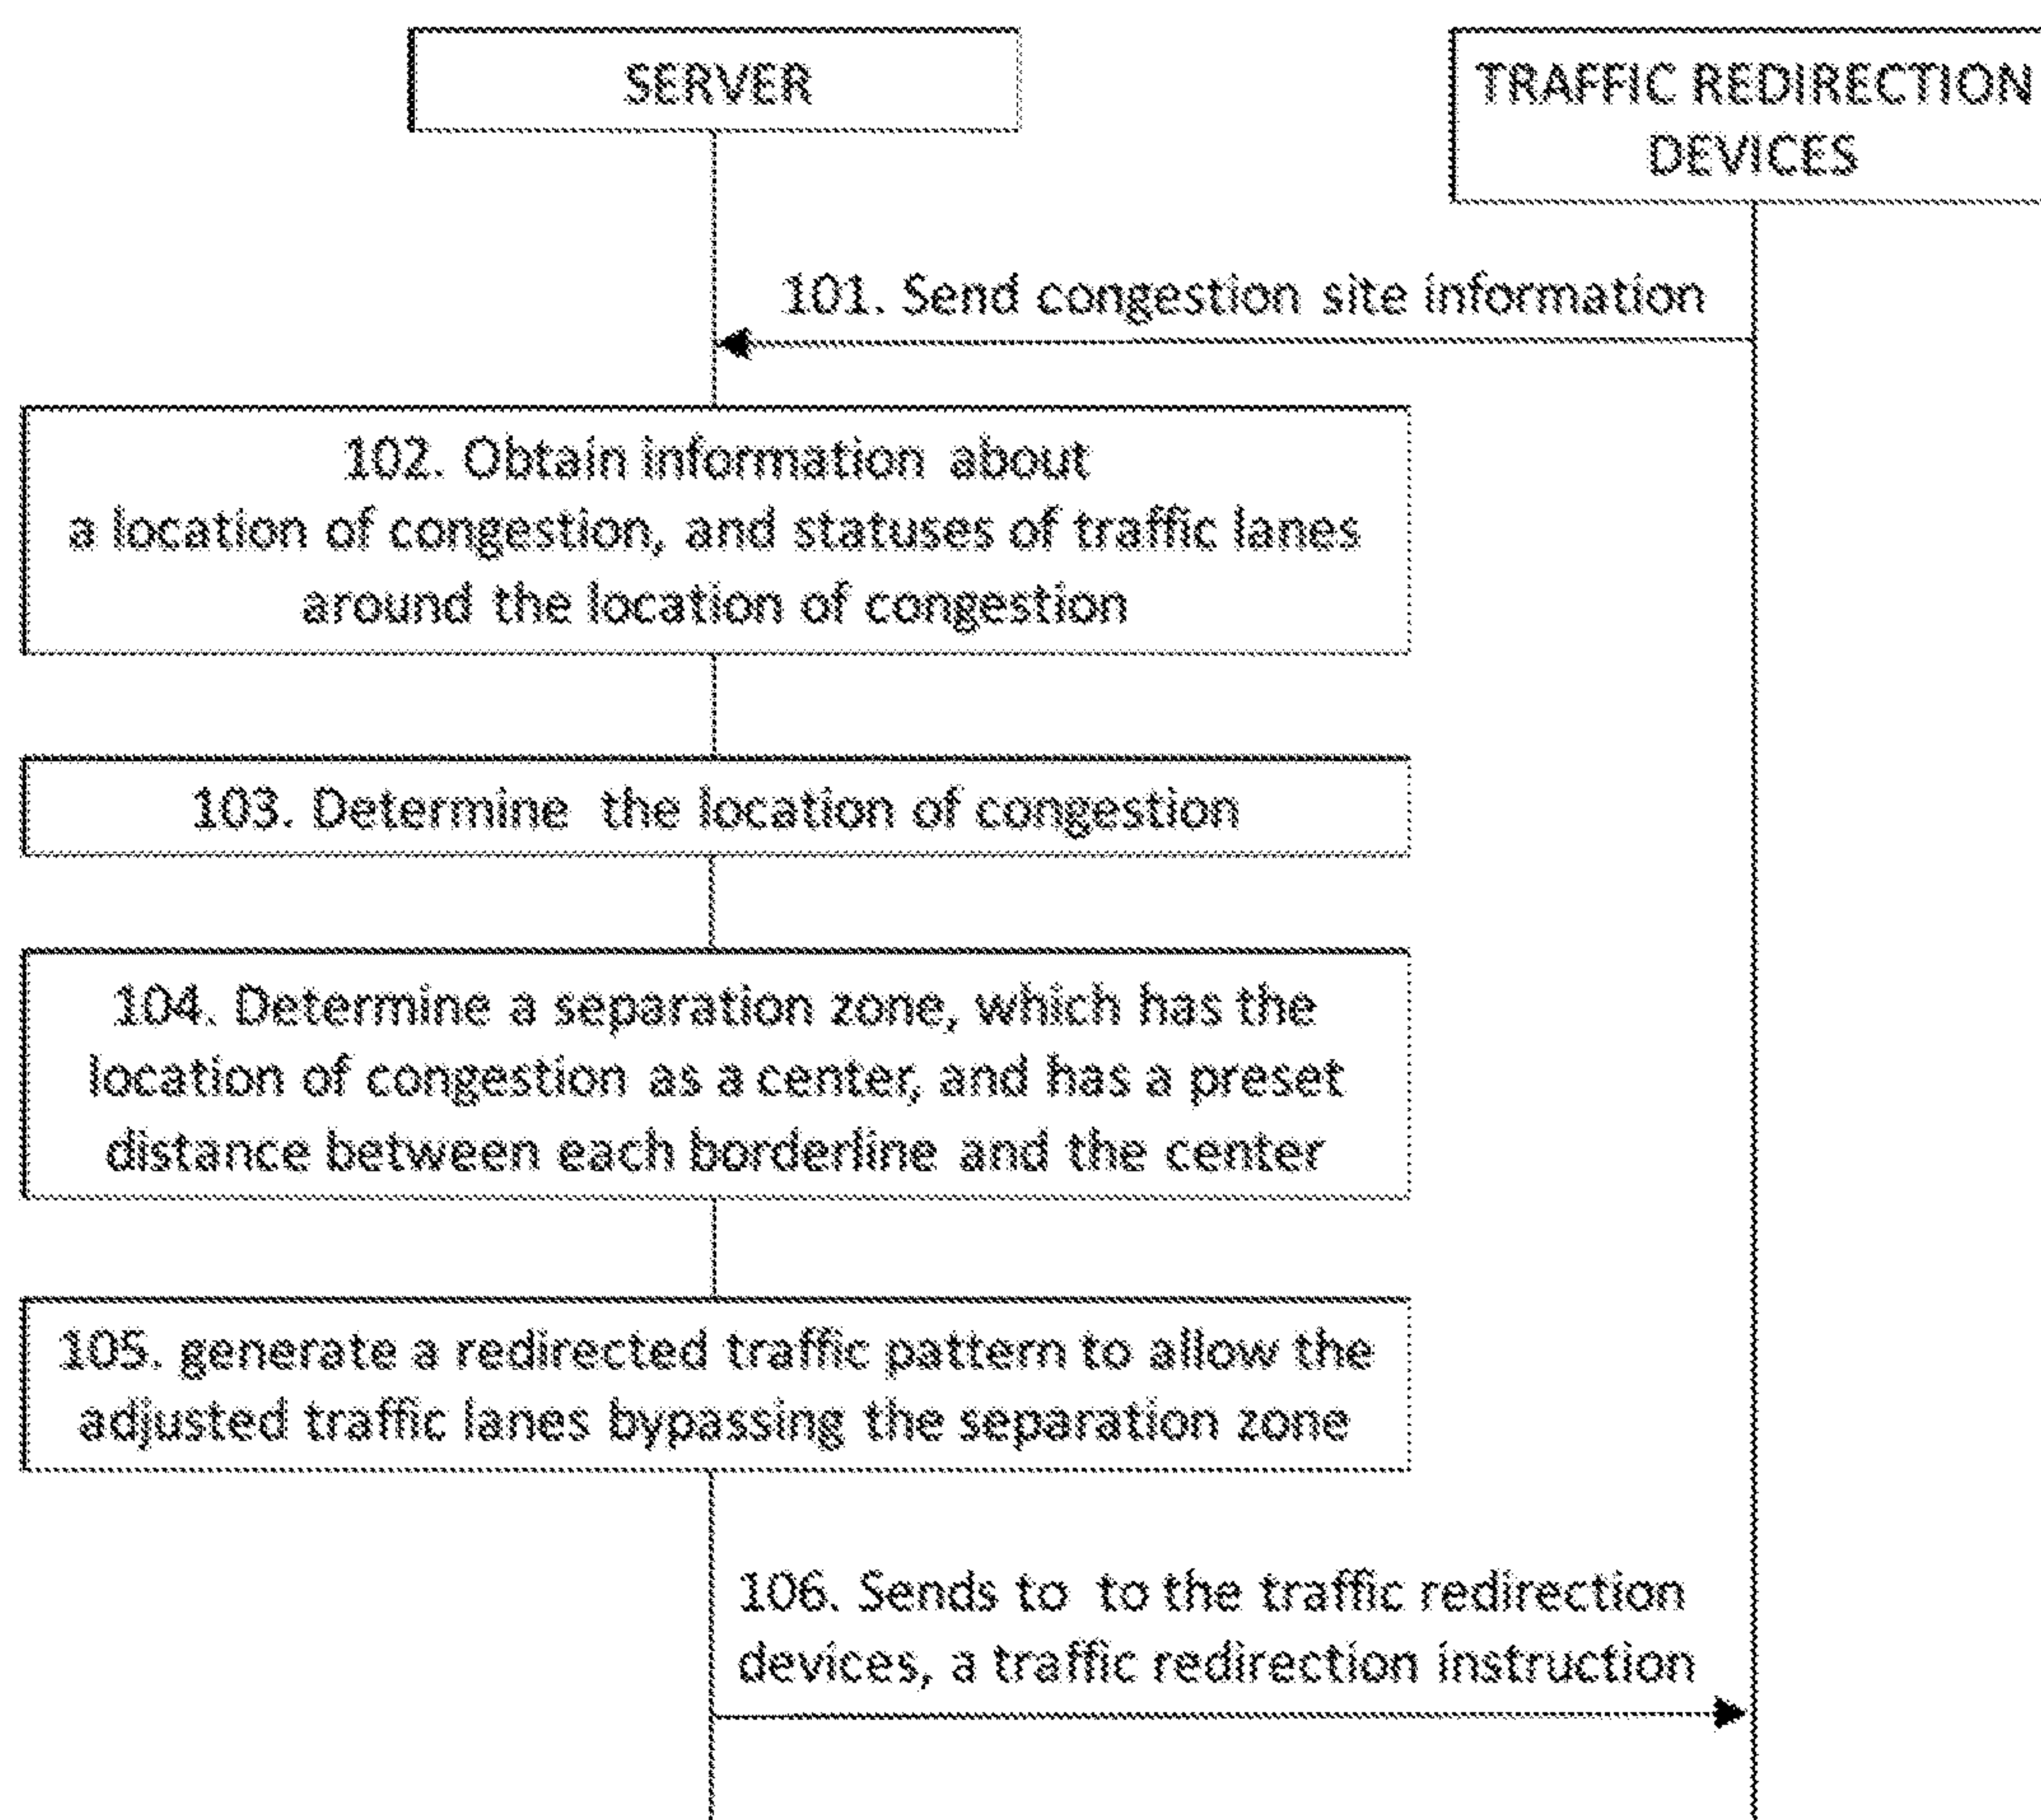 SERVER
TRAFFIC REDIRECTION
DEVICES
101. Send congestion site information
102. Obtain information about
a location of congestion, and statuses of traffic lanes
around the location of congestion
103. Determine the location of congestion
104. Determine a separation zone, which has the
location of congestion as a center, and has a preset
distance between each borderline and the center
105. generate a redirected traffic pattern to allow the
adjusted traffic lanes bypassing the separation zone
106. Sends to to the traffic redirection
devices, a traffic redirection instruction